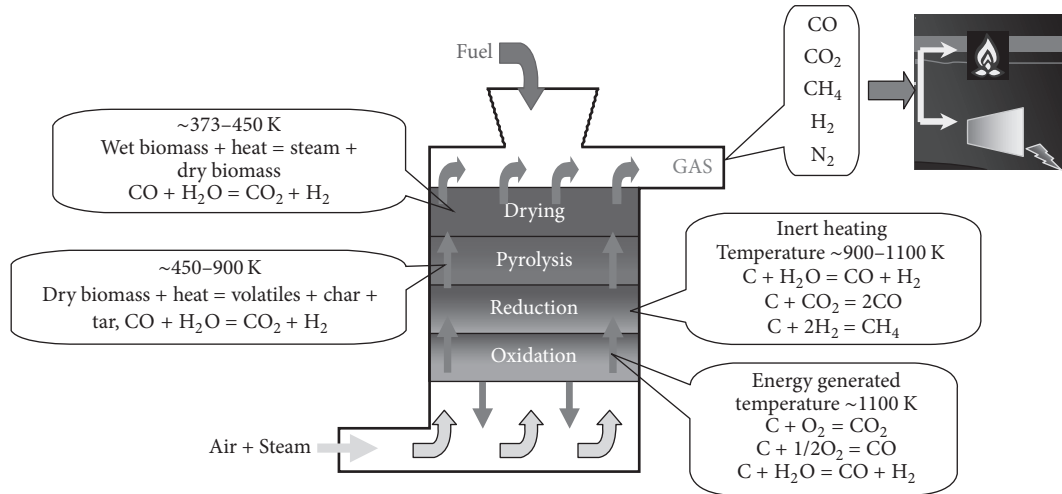 Fuel
CO
CO₂
CH₄
H₂
N₂
GAS
~373–450 K
Wet biomass + heat = steam +
dry biomass
CO + H₂O = CO₂ + H₂
Drying
Pyrolysis
Reduction
Oxidation
~450–900 K
Dry biomass + heat = volatiles + char +
tar, CO + H₂O = CO₂ + H₂
Inert heating
Temperature ~900–1100 K
C + H₂O = CO + H₂
C + CO₂ = 2CO
C + 2H₂ = CH₄
Energy generated
temperature ~1100 K
C + O₂ = CO₂
C + 1/2O₂ = CO
C + H₂O = CO + H₂
Air + Steam